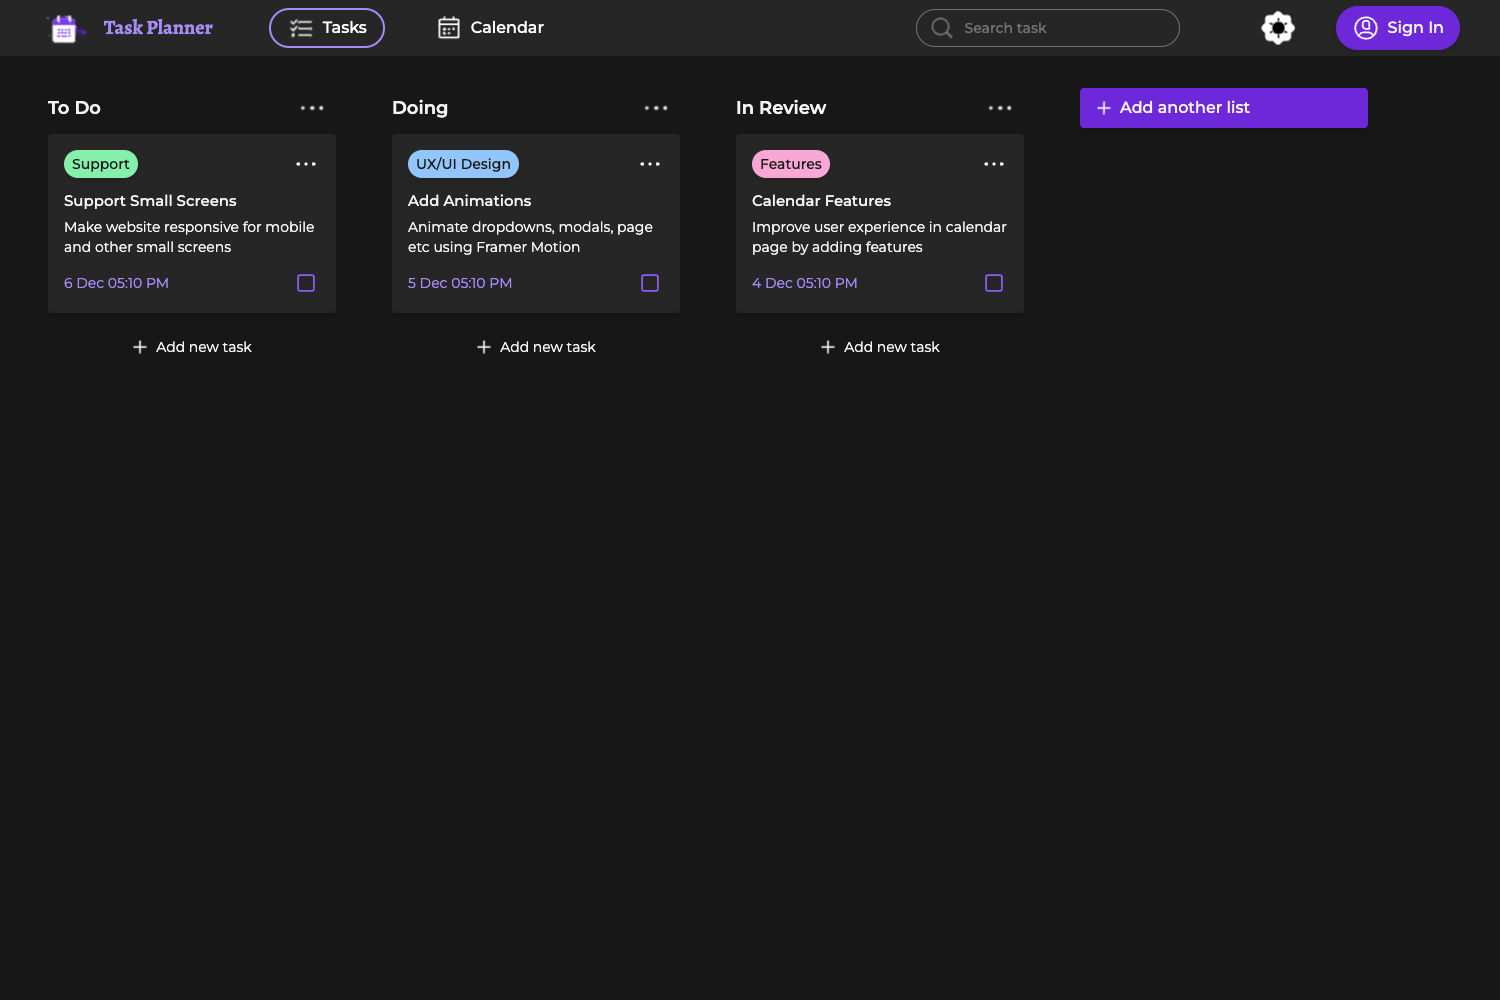 Task Planner
Tasks
Calendar
Search task
Sign In
To Do
Support
Support Small Screens
Make website responsive for mobile
and other small screens
6 Dec 05:10 PM
Add new task
Doing
UX/UI Design
Add Animations
Animate dropdowns, modals, page
etc using Framer Motion
5 Dec 05:10 PM
Add new task
In Review
Features
Calendar Features
Improve user experience in calendar
page by adding features
4 Dec 05:10 PM
Add new task
Add another list